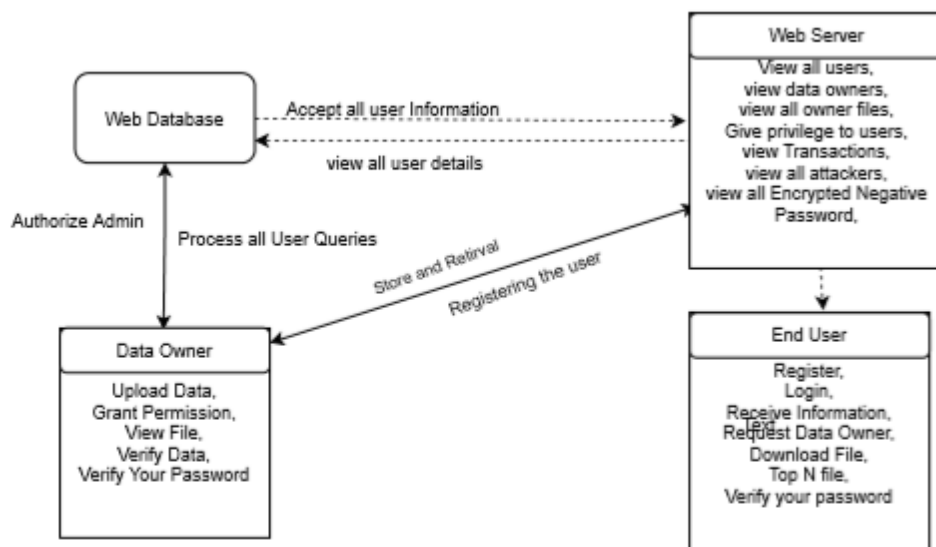 Web Server
View all users,
view data owners,
view all owner files,
Give privilege to users,
view Transactions,
view all attackers,
view all Encrypted Negative
Password,
Web Database
Accept all user Information
view all user details
Authorize Admin
Process all User Queries
Store and Retirval
Registering the user
Data Owner
Upload Data,
Grant Permission,
View File,
Verify Data,
Verify Your Password
End User
Register,
Login,
Receive Information,
Text
Request Data Owner,
Download File,
Top N file,
Verify your password